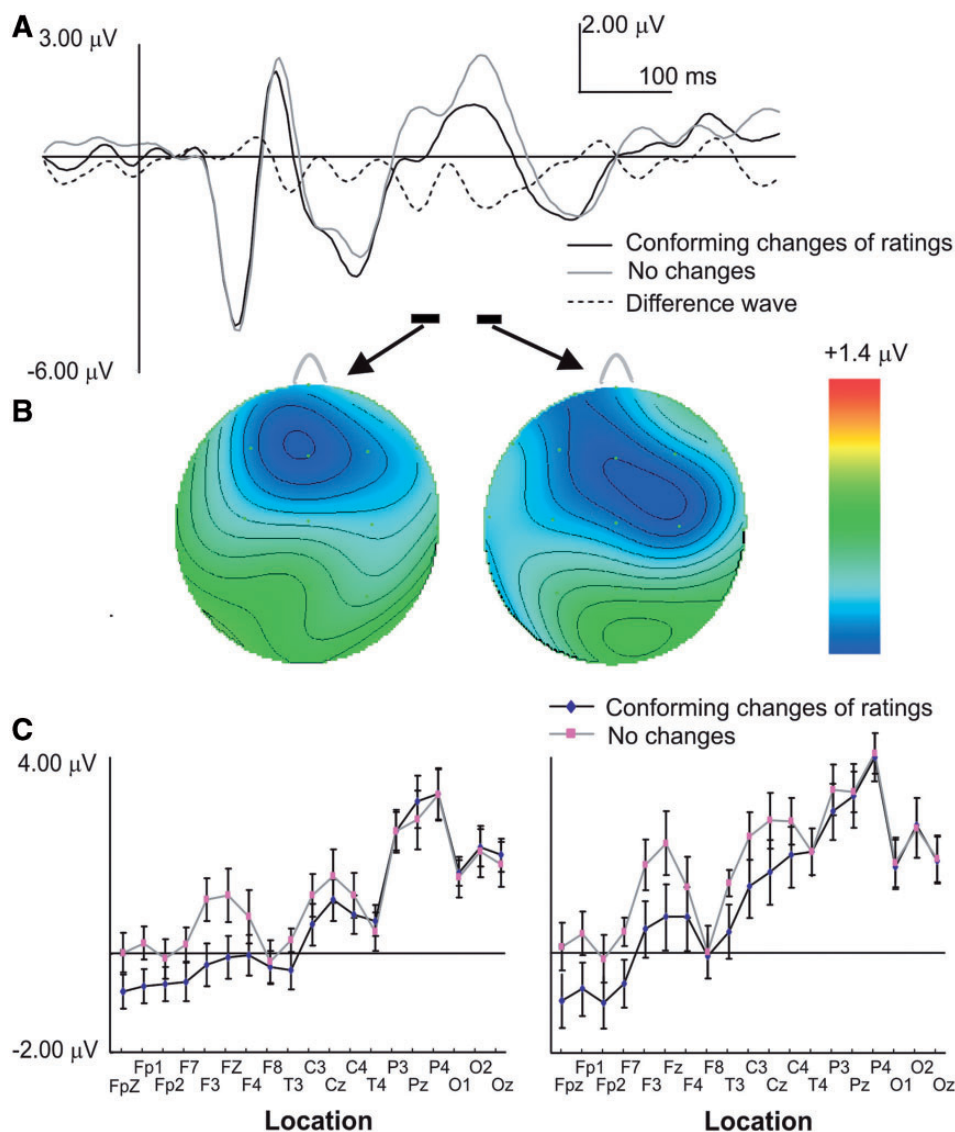 A
3.00 µV
2.00 µV
100 ms
Conforming changes of ratings
No changes
Difference wave
-6.00 µV
+1.4 µV
B
C
Conforming changes of ratings
No changes
4.00 µV
-2.00 µV
Fp1 F7 FZ F8 C3 C4 P3 P4 O2
FpZ Fp2 F3 F4 T3 Cz T4 Pz O1 Oz
Location
Fp1 F7 Fz F8 C3 C4 P3 P4 O2
FpZ Fp2 F3 F4 T3 Cz T4 Pz O1 Oz
Location